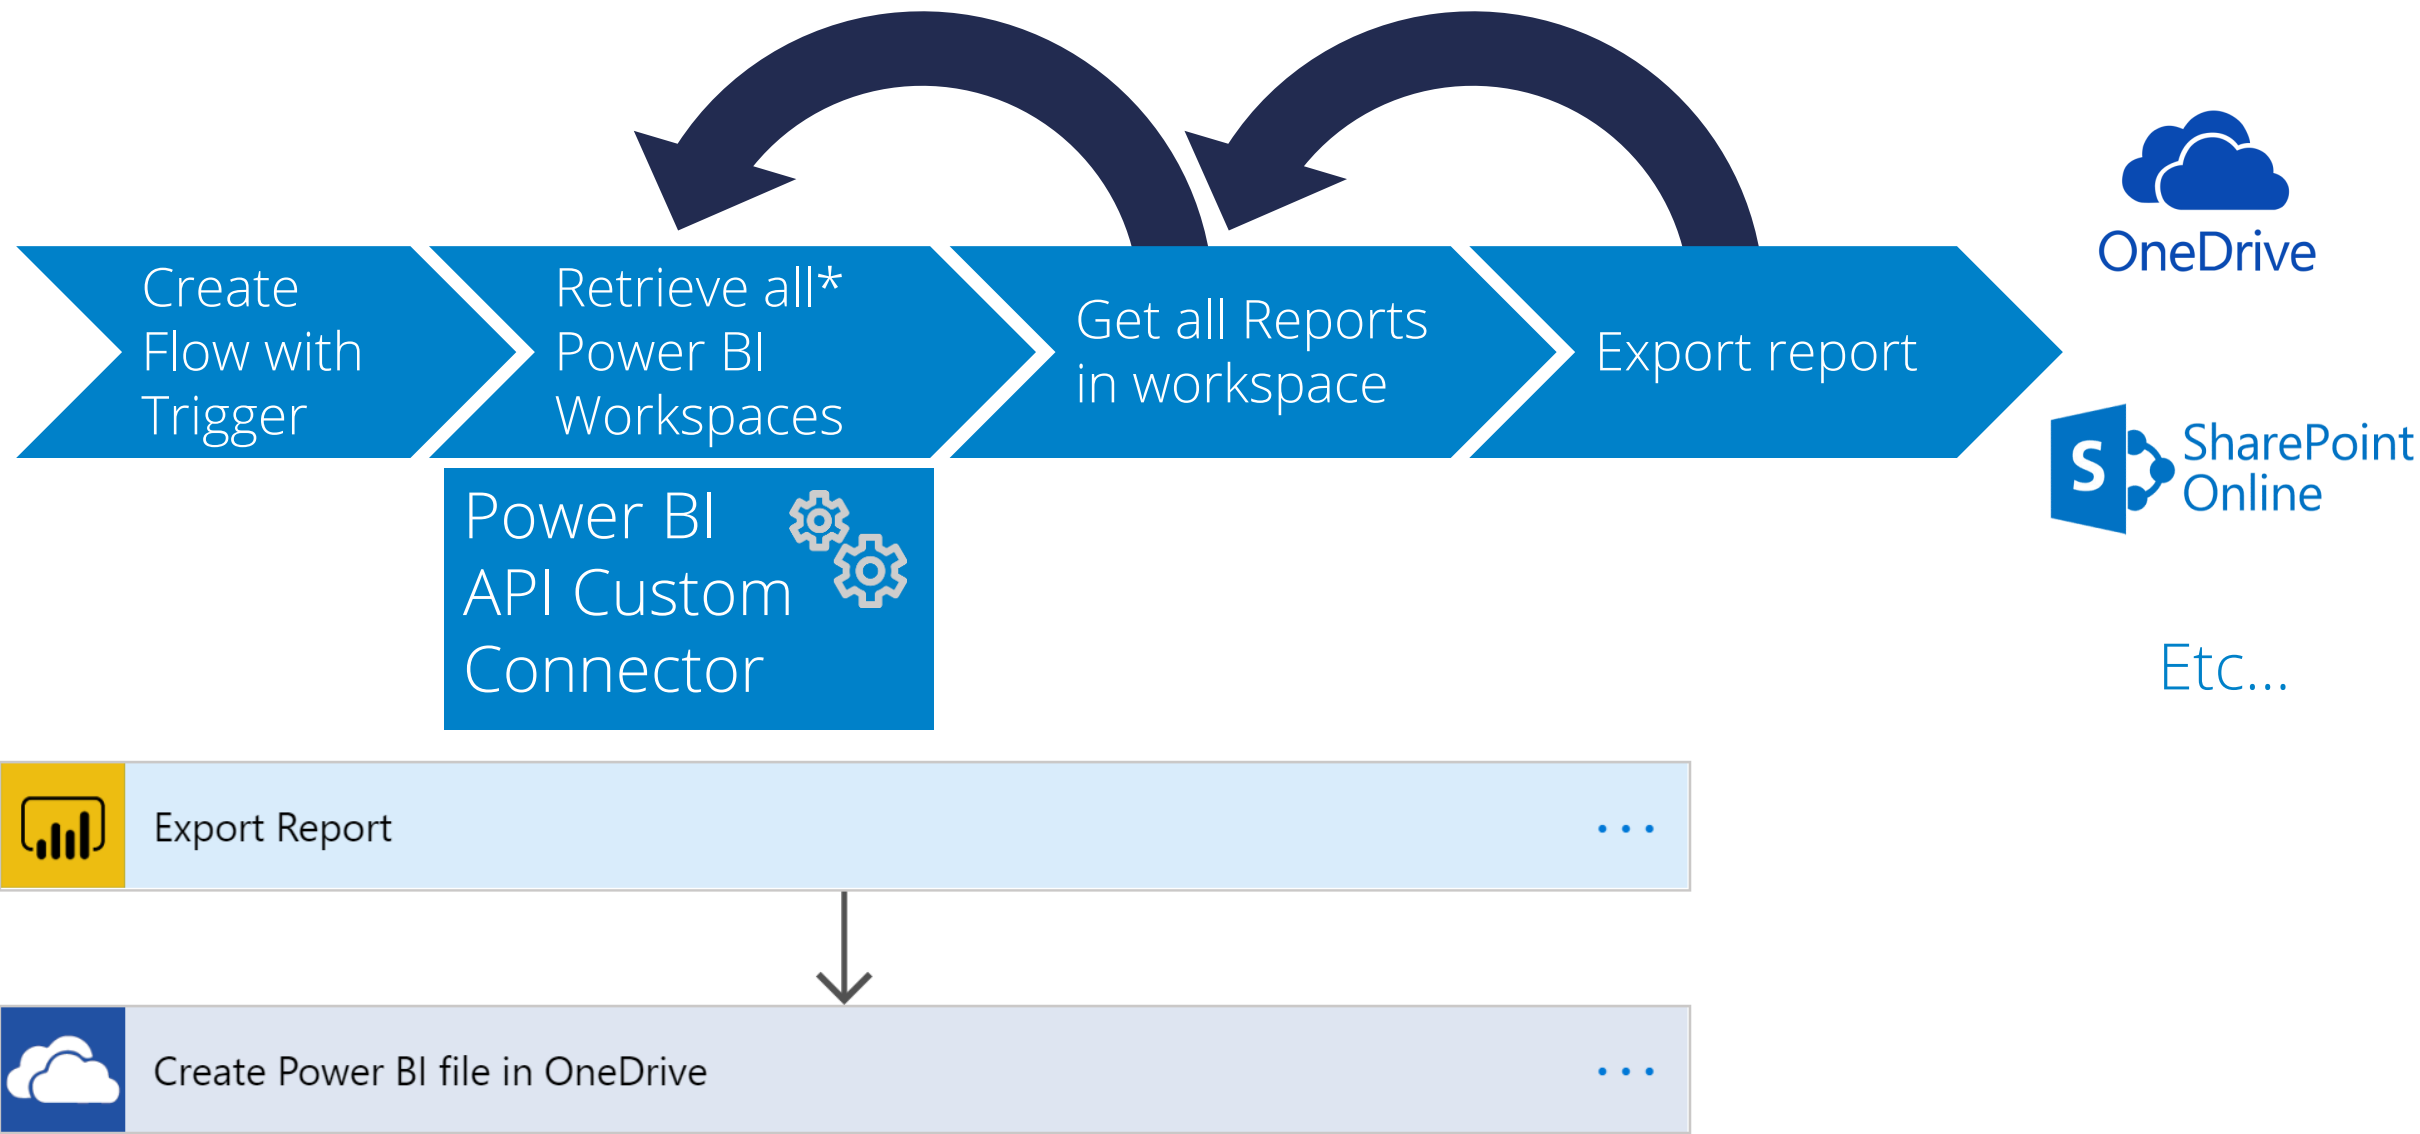 Create
Flow with
Trigger
Retrieve all*
Power BI
Workspaces
Get all Reports
in workspace
Export report
OneDrive
S
SharePoint
Online
Etc...
Power BI
API Custom
Connector
Export Report
Create Power BI file in OneDrive